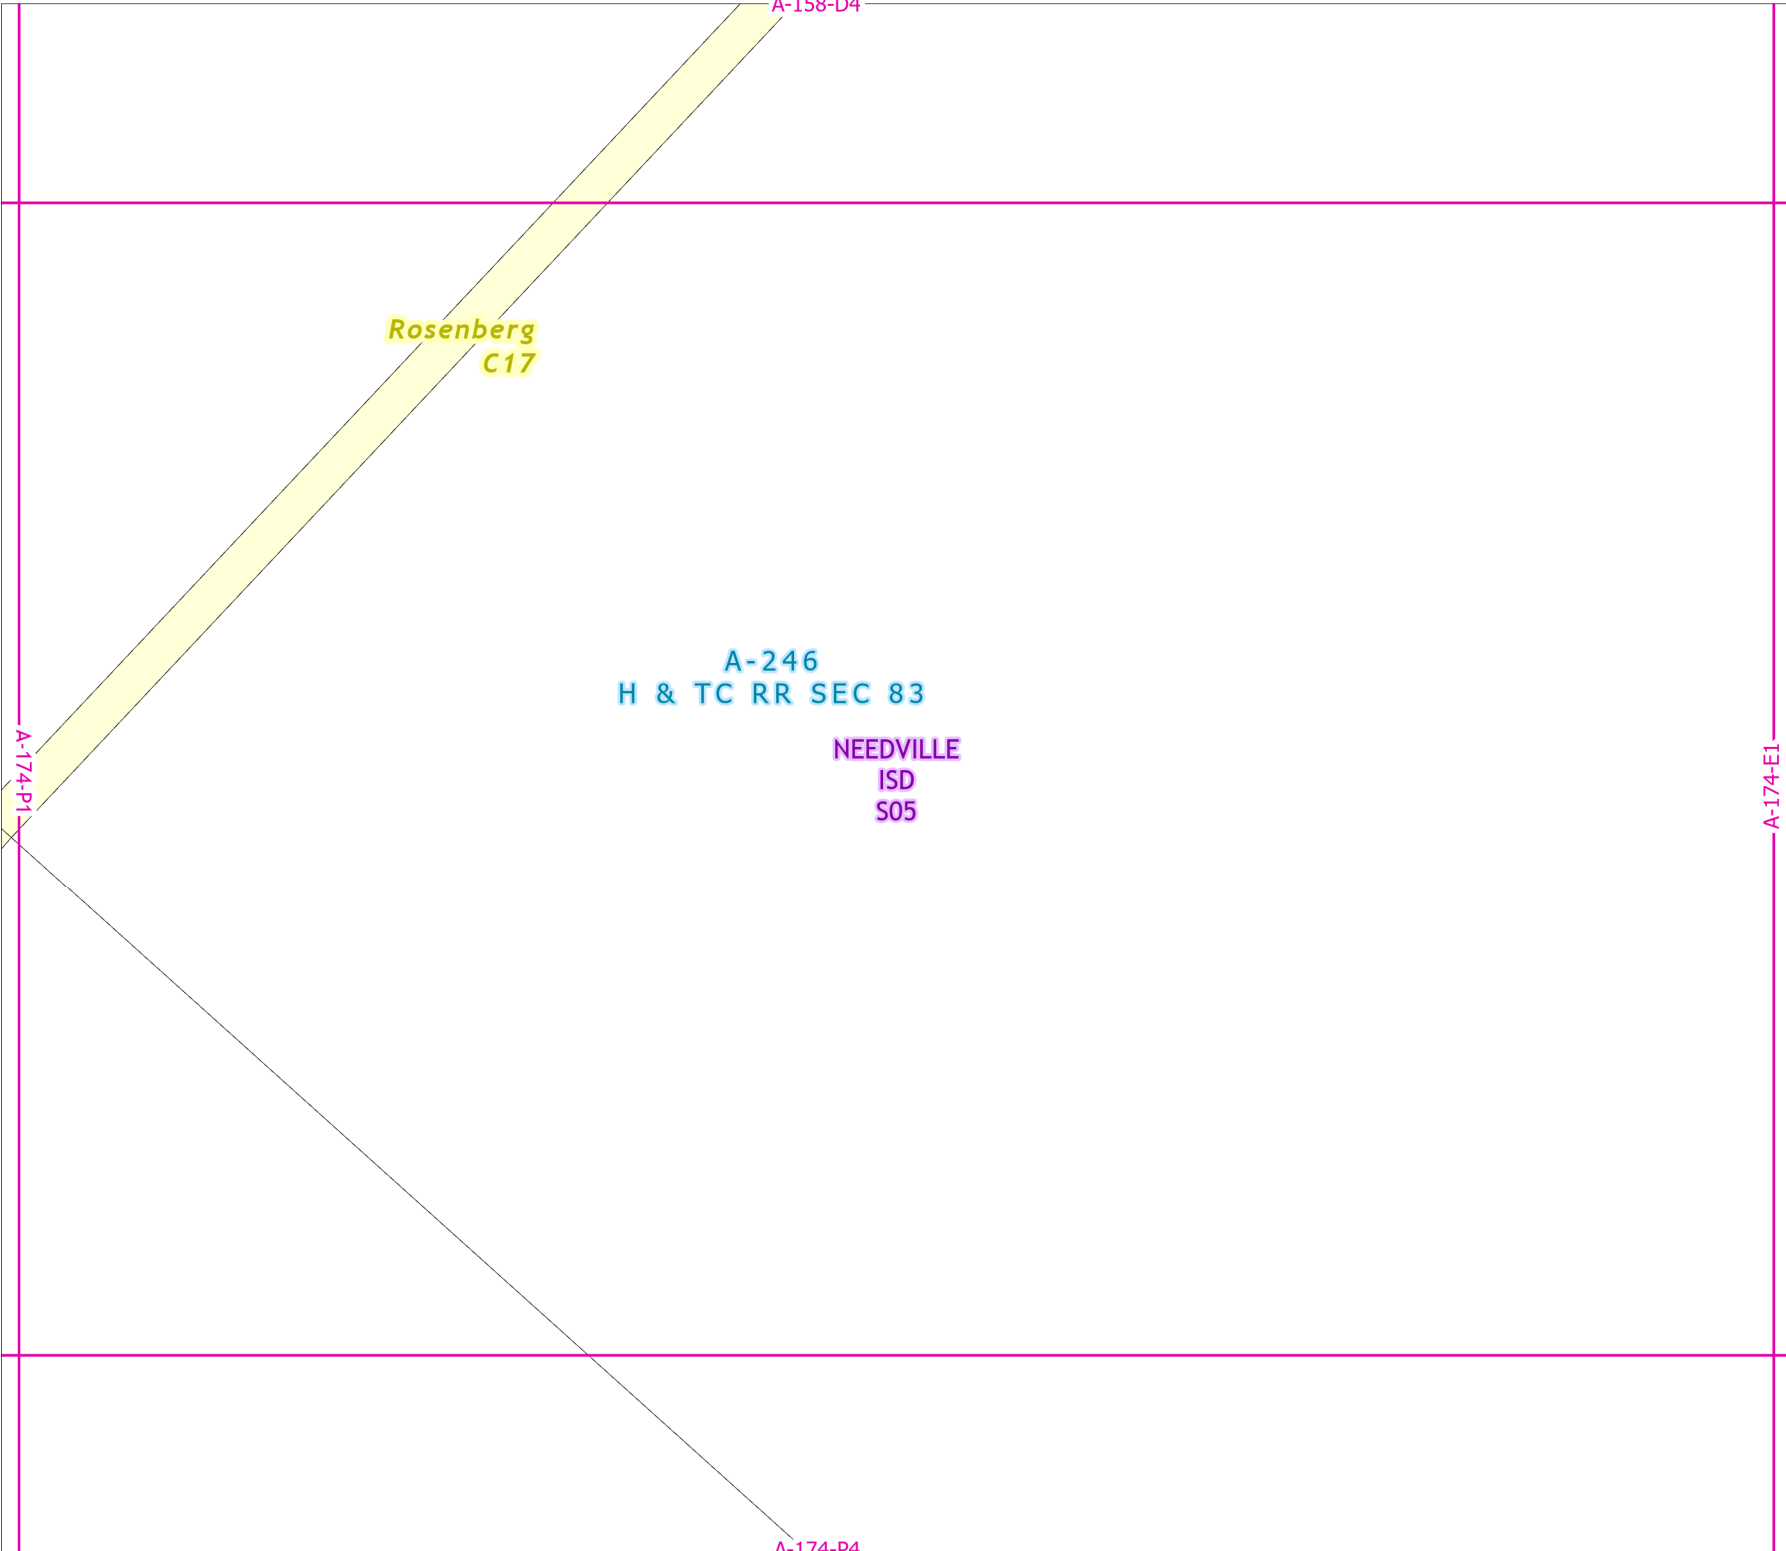 A-158-D4
Rosenberg
C17
A-246
H & TC RR SEC 83
NEEDVILLE
ISD
S05
A-174-P1
A-174-E1
A-174-P4